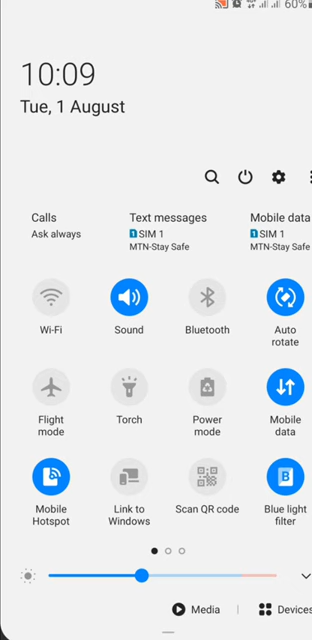 60%
10:09
Tue, 1 August
Calls
Ask always
Text messages
1 SIM 1
MTN-Stay Safe
Mobile data
1 SIM 1
MTN-Stay Safe
Wi-Fi
Sound
Bluetooth
Auto
rotate
Flight
mode
Torch
Power
mode
Mobile
data
Mobile
Hotspot
Link to
Windows
Scan QR code
B
Blue light
filter
Media
Devices